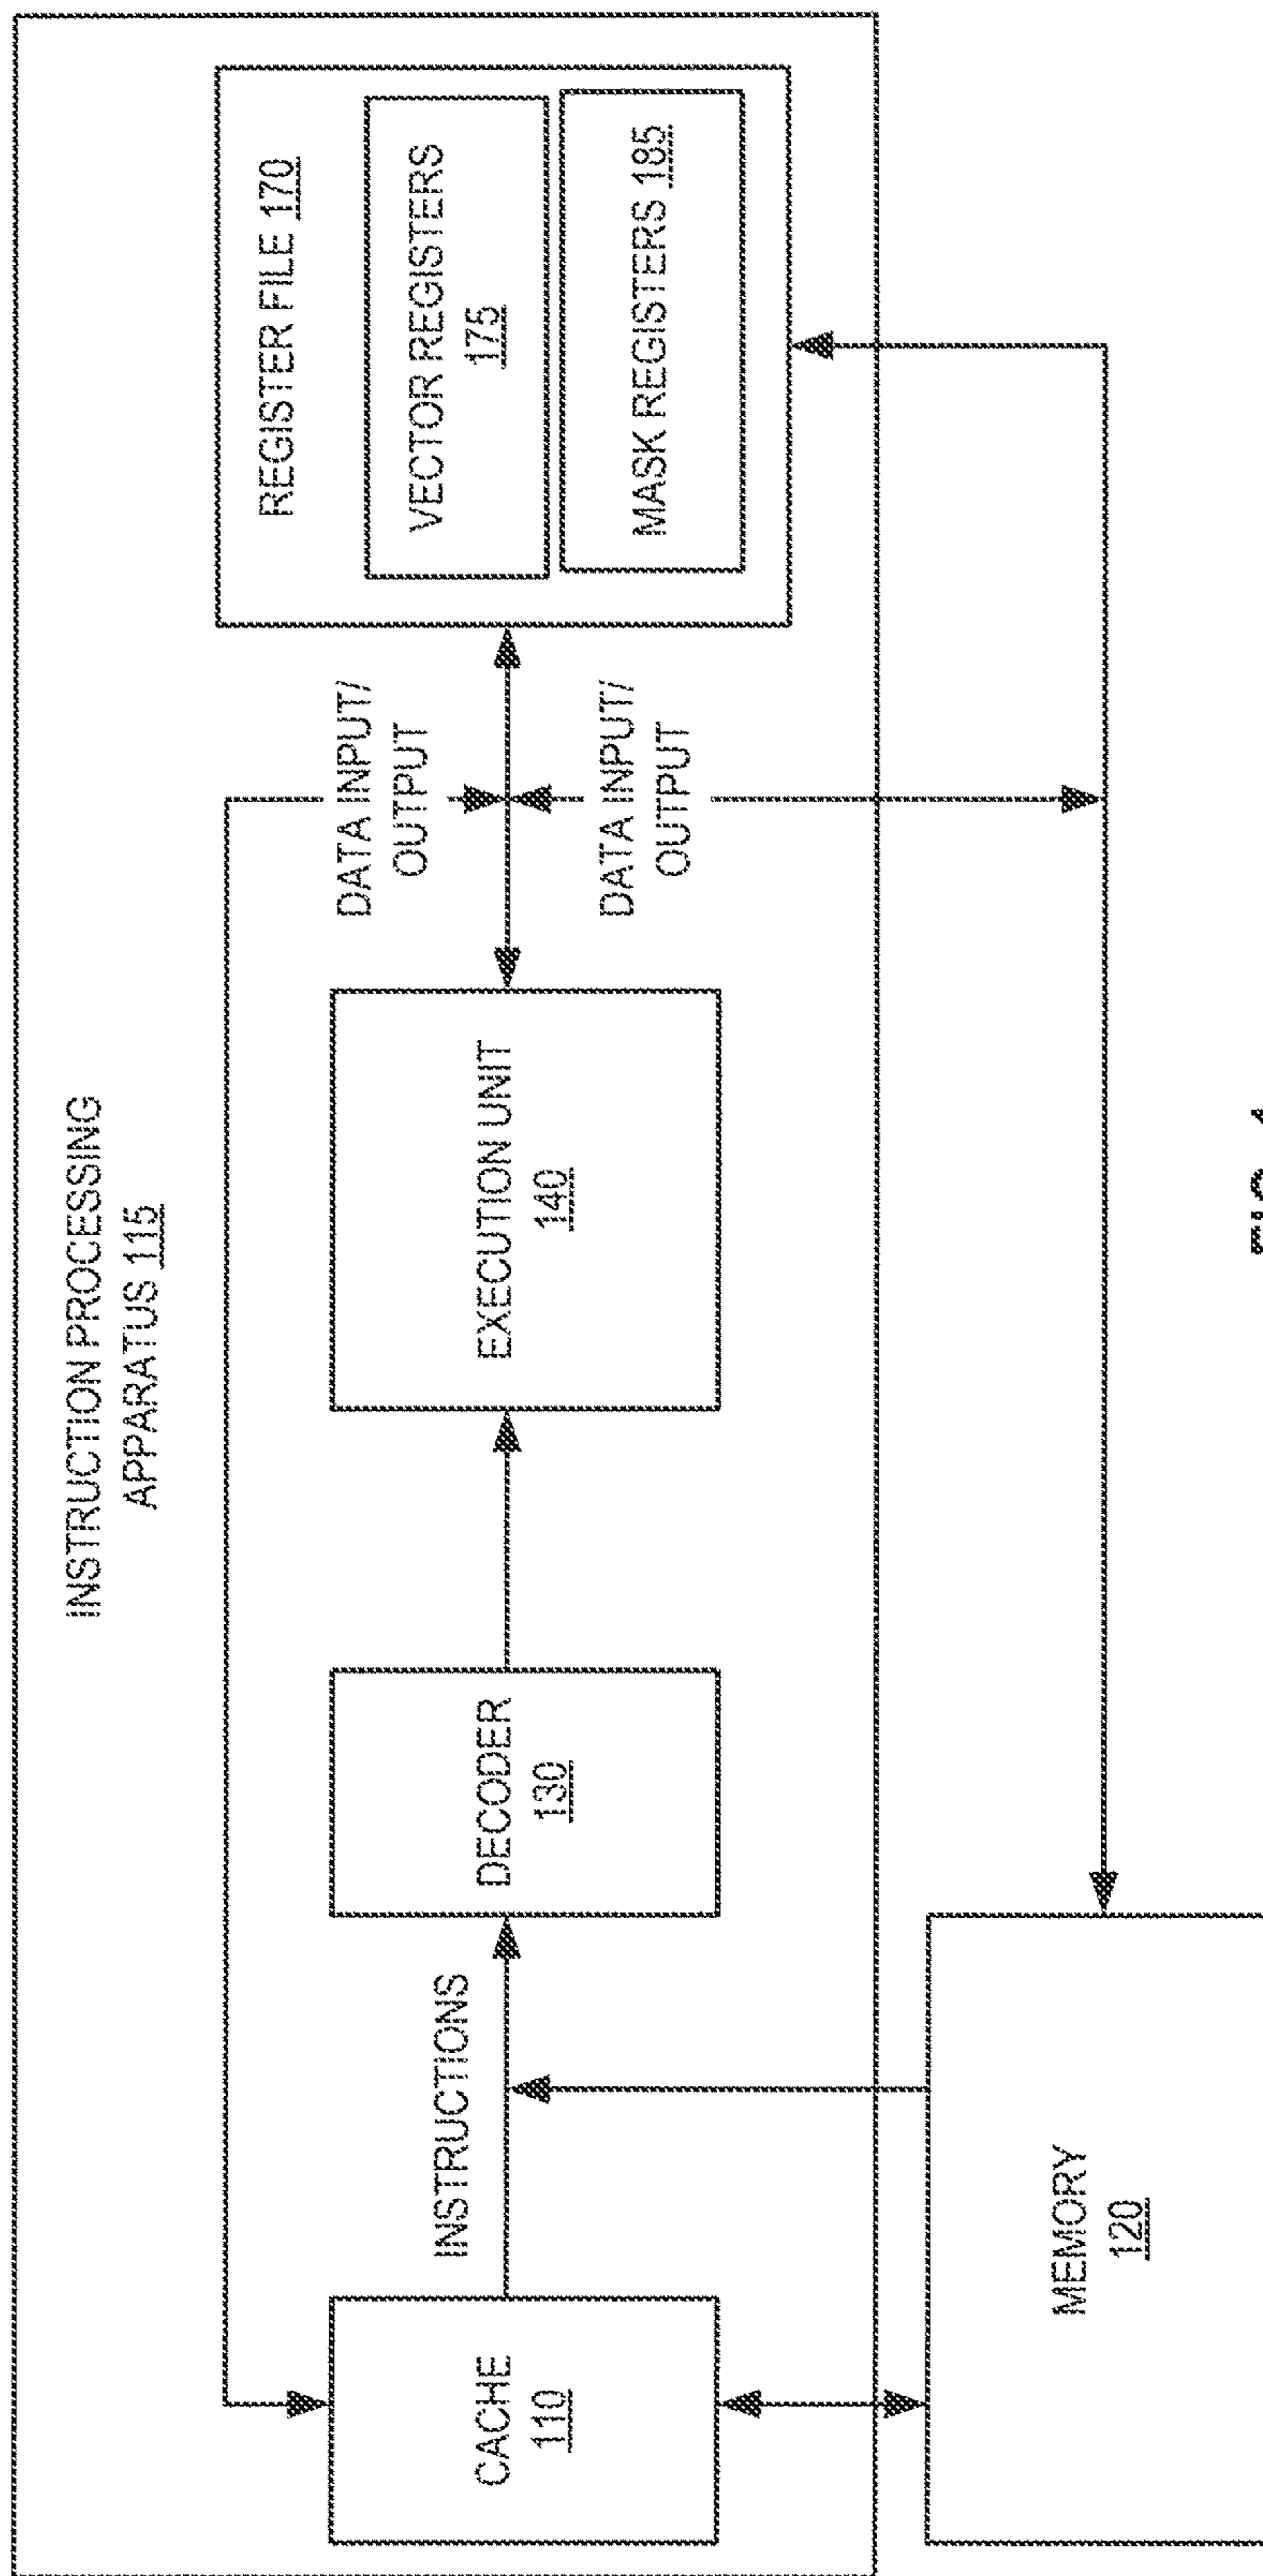 INSTRUCTION PROCESSING
APPARATUS 115
CACHE
110
INSTRUCTIONS
DECODER
130
EXECUTION UNIT
140
DATA INPUT/
OUTPUT
DATA INPUT/
OUTPUT
REGISTER FILE 170
VECTOR REGISTERS
175
MASK REGISTERS 185
MEMORY
120